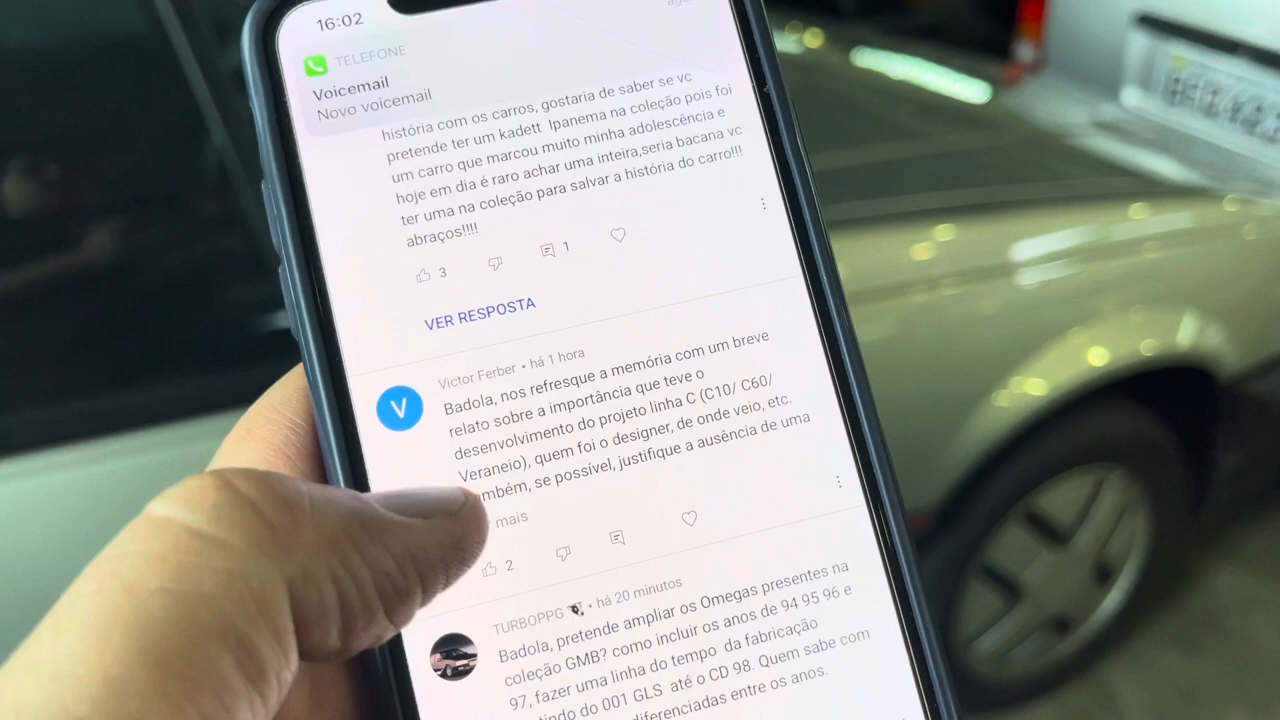 16:02
TELEFONE
Voicemail
Novo voicemail
história com os carros, gostaria de saber se vc
pretende ter um kadett Ipanema na coleção pois foi
um carro que marcou muito minha adolescência e
hoje em dia é raro achar uma inteira,seria bacana vc
ter uma na coleção para salvar a história do carro!!!
abraços!!!!
3
1
VER RESPOSTA
Victor Ferber • há 1 hora
V
Badola, nos refresque a memória com um breve
relato sobre a importância que teve o
desenvolvimento do projeto linha C (C10/ C60/
Veraneio), quem foi o designer, de onde veio, etc.
se possível, justifique a ausência de uma
mais
2
TURBOPPG • há 20 minutos
Badola, pretende ampliar os Omegas presentes na
coleção GMB? como incluir os anos de 94 95 96 e
97, fazer uma linha do tempo da fabricação
do 001 GLS até o CD 98. Quem sabe com
diferenciadas entre os anos.